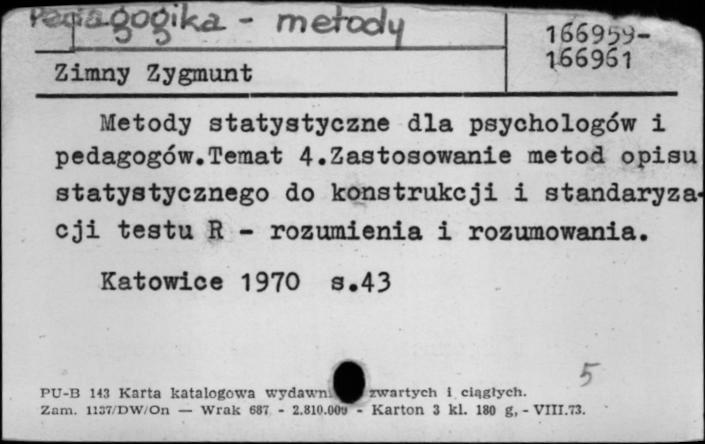 Pedagogika - metody
166959-
166961
Zimny Zygmunt
Metody statystyczne dla psychologów i
pedagogów.Temat 4.Zastosowanie metod opisu
statystycznego do konstrukcji i standaryza-
cji testu R - rozumienia i rozumowania.
Katowice 1970 s.43
5
PU-B 143 Karta katalogowa wydawn. zwartych i ciągłych.
Zam. 1137/DW/On — Wrak 687 - 2.810.000 - Karton 3 kl. 180 g, - VIII.73.